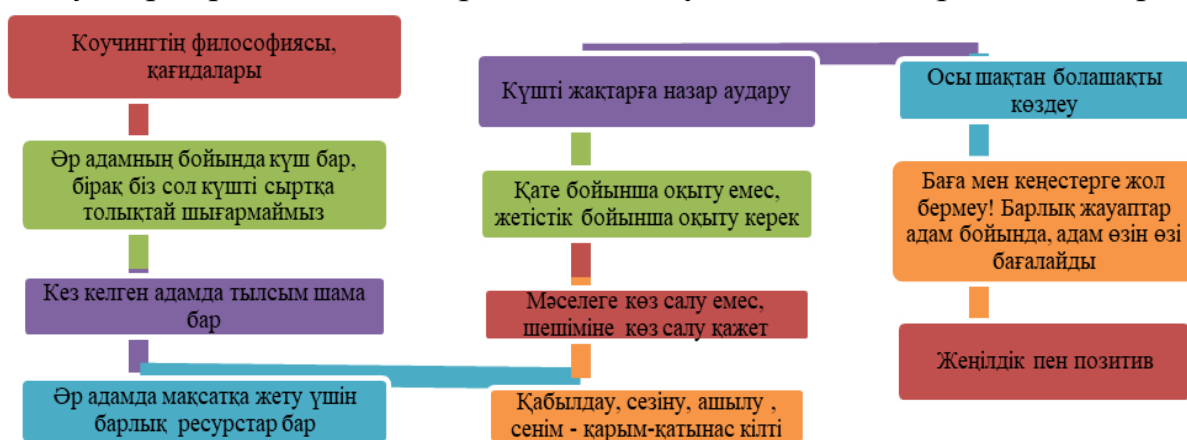 Коучингтің философиясы,
қағидалары
Әр адамның бойында күш бар,
бірақ біз сол күшті сыртқа
толықтай шығармаймыз
Кез келген адамда тылсым шама
бар
Әр адамда мақсатқа жету үшін
барлық ресурстар бар
Қабылдау, сезіну, ашылу ,
сенім - қарым-қатынас кілті
Мәселеге көз салу емес,
шешіміне көз салу қажет
Қате бойынша оқыту емес,
жетістік бойынша оқыту керек
Күшті жақтарға назар аудару
Осы шақтан болашақты
көздеу
Баға мен кеңестерге жол
бермеу! Барлық жауаптар
адам бойында, адам өзін өзі
бағалайды
Жеңілдік пен позитив